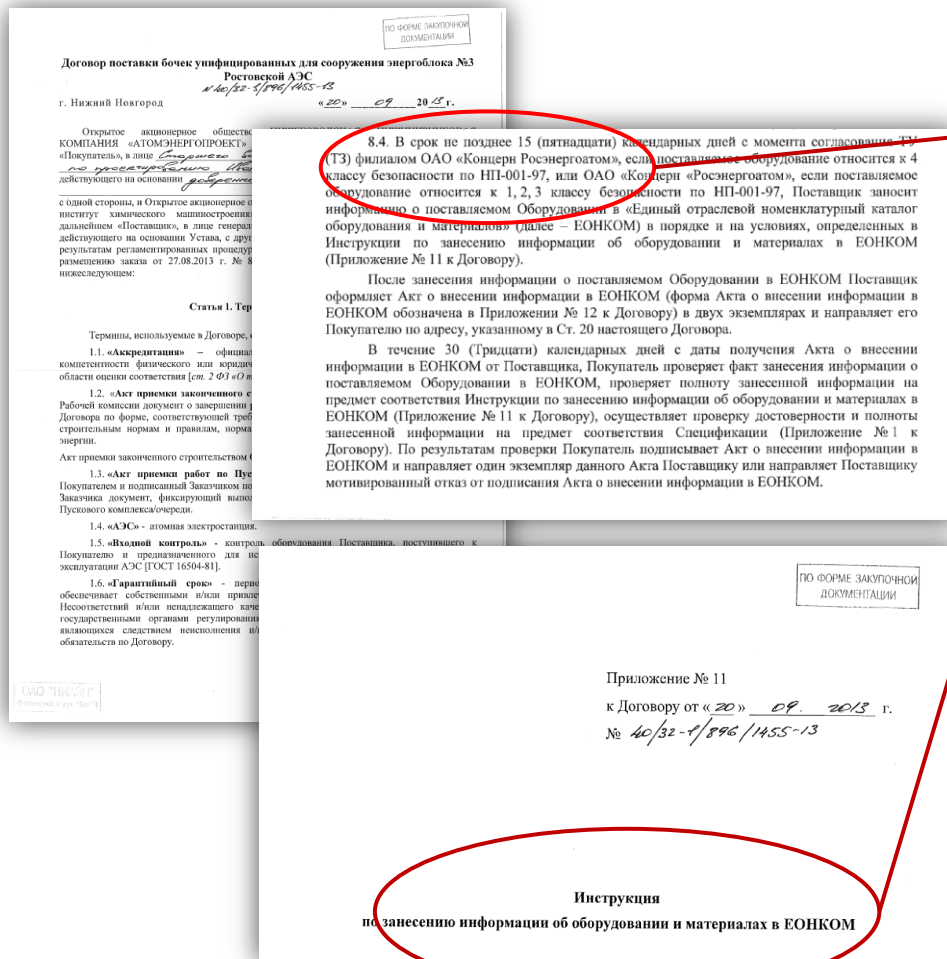 ПО ФОРМЕ ЗАКУПОЧНОЙ
ДОКУМЕНТАЦИИ
Договор поставки бочек унифицированных для сооружения энергоблока №3
Ростовской АЭС
№ 40/32-1/896/1455-13
г. Нижний Новгород «20» 09 2013 г.
Открытое акционерное общество
КОМПАНИЯ «АТОМЭНЕРГОПРОЕКТ»
«Покупатель», в лице Старшего
по проектированию
действующего на основании
с одной стороны, и Открытое акционерное о
институт химического машиностроения
дальнейшем «Поставщик», в лице генерал
действующего на основании Устава, с друг
результатам регламентированных процедур
размещению заказа от 27.08.2013 г. № 8
нижеследующем:
Статья 1. Тер
Термины, используемые в Договоре,
1.1. «Аккредитация» – официал
компетентности физического или юридич
области оценки соответствия [ст. 2 ФЗ «О т
1.2. «Акт приемки законченного с
Рабочей комиссии документ о завершении р
Договора по форме, соответствующей треб
строительным нормам и правилам, норма
энергии.
Акт приемки законченного строительством
1.3. «Акт приемки работ по Пус
Покупателем и подписанный Заказчиком по
Заказчика документ, фиксирующий выпол
Пускового комплекса/очереди.
1.4. «АЭС» - атомная электростанция.
1.5. «Входной контроль» - контроль оборудования Поставщика, поступившего к
Покупателю и предназначенного для ис
эксплуатации АЭС [ГОСТ 16504-81].
1.6. «Гарантийный срок» - перио
обеспечивает собственными и/или привле
Несоответствий и/или ненадлежащего каче
государственными органами регулирования
являющихся следствием неисполнения и/
обязательств по Договору.
8.4. В срок не позднее 15 (пятнадцати) календарных дней с момента согласования ТУ
(ТЗ) филиалом ОАО «Концерн Росэнергоатом», если поставляемое оборудование относится к 4
классу безопасности по НП-001-97, или ОАО «Концерн «Росэнергоатом», если поставляемое
оборудование относится к 1, 2, 3 классу безопасности по НП-001-97, Поставщик заносит
информацию о поставляемом Оборудовании в «Единый отраслевой номенклатурный каталог
оборудования и материалов» (далее – ЕОНКОМ) в порядке и на условиях, определенных в
Инструкции по занесению информации об оборудовании и материалах в ЕОНКОМ
(Приложение № 11 к Договору).
После занесения информации о поставляемом Оборудовании в ЕОНКОМ Поставщик
оформляет Акт о внесении информации в ЕОНКОМ (форма Акта о внесении информации в
ЕОНКОМ обозначена в Приложении № 12 к Договору) в двух экземплярах и направляет его
Покупателю по адресу, указанному в Ст. 20 настоящего Договора.
В течение 30 (Тридцати) календарных дней с даты получения Акта о внесении
информации в ЕОНКОМ от Поставщика, Покупатель проверяет факт занесения информации о
поставляемом Оборудовании в ЕОНКОМ, проверяет полноту занесенной информации на
предмет соответствия Инструкции по занесению информации об оборудовании и материалах в
ЕОНКОМ (Приложение № 11 к Договору), осуществляет проверку достоверности и полноты
занесенной информации на предмет соответствия Спецификации (Приложение № 1 к
Договору). По результатам проверки Покупатель подписывает Акт о внесении информации в
ЕОНКОМ и направляет один экземпляр данного Акта Поставщику или направляет Поставщику
мотивированный отказ от подписания Акта о внесении информации в ЕОНКОМ.
ПО ФОРМЕ ЗАКУПОЧНОЙ
ДОКУМЕНТАЦИИ
Приложение № 11
к Договору от «20» 09. 2013 г.
№ 40/32-1/896/1455-13
Инструкция
по занесению информации об оборудовании и материалах в ЕОНКОМ